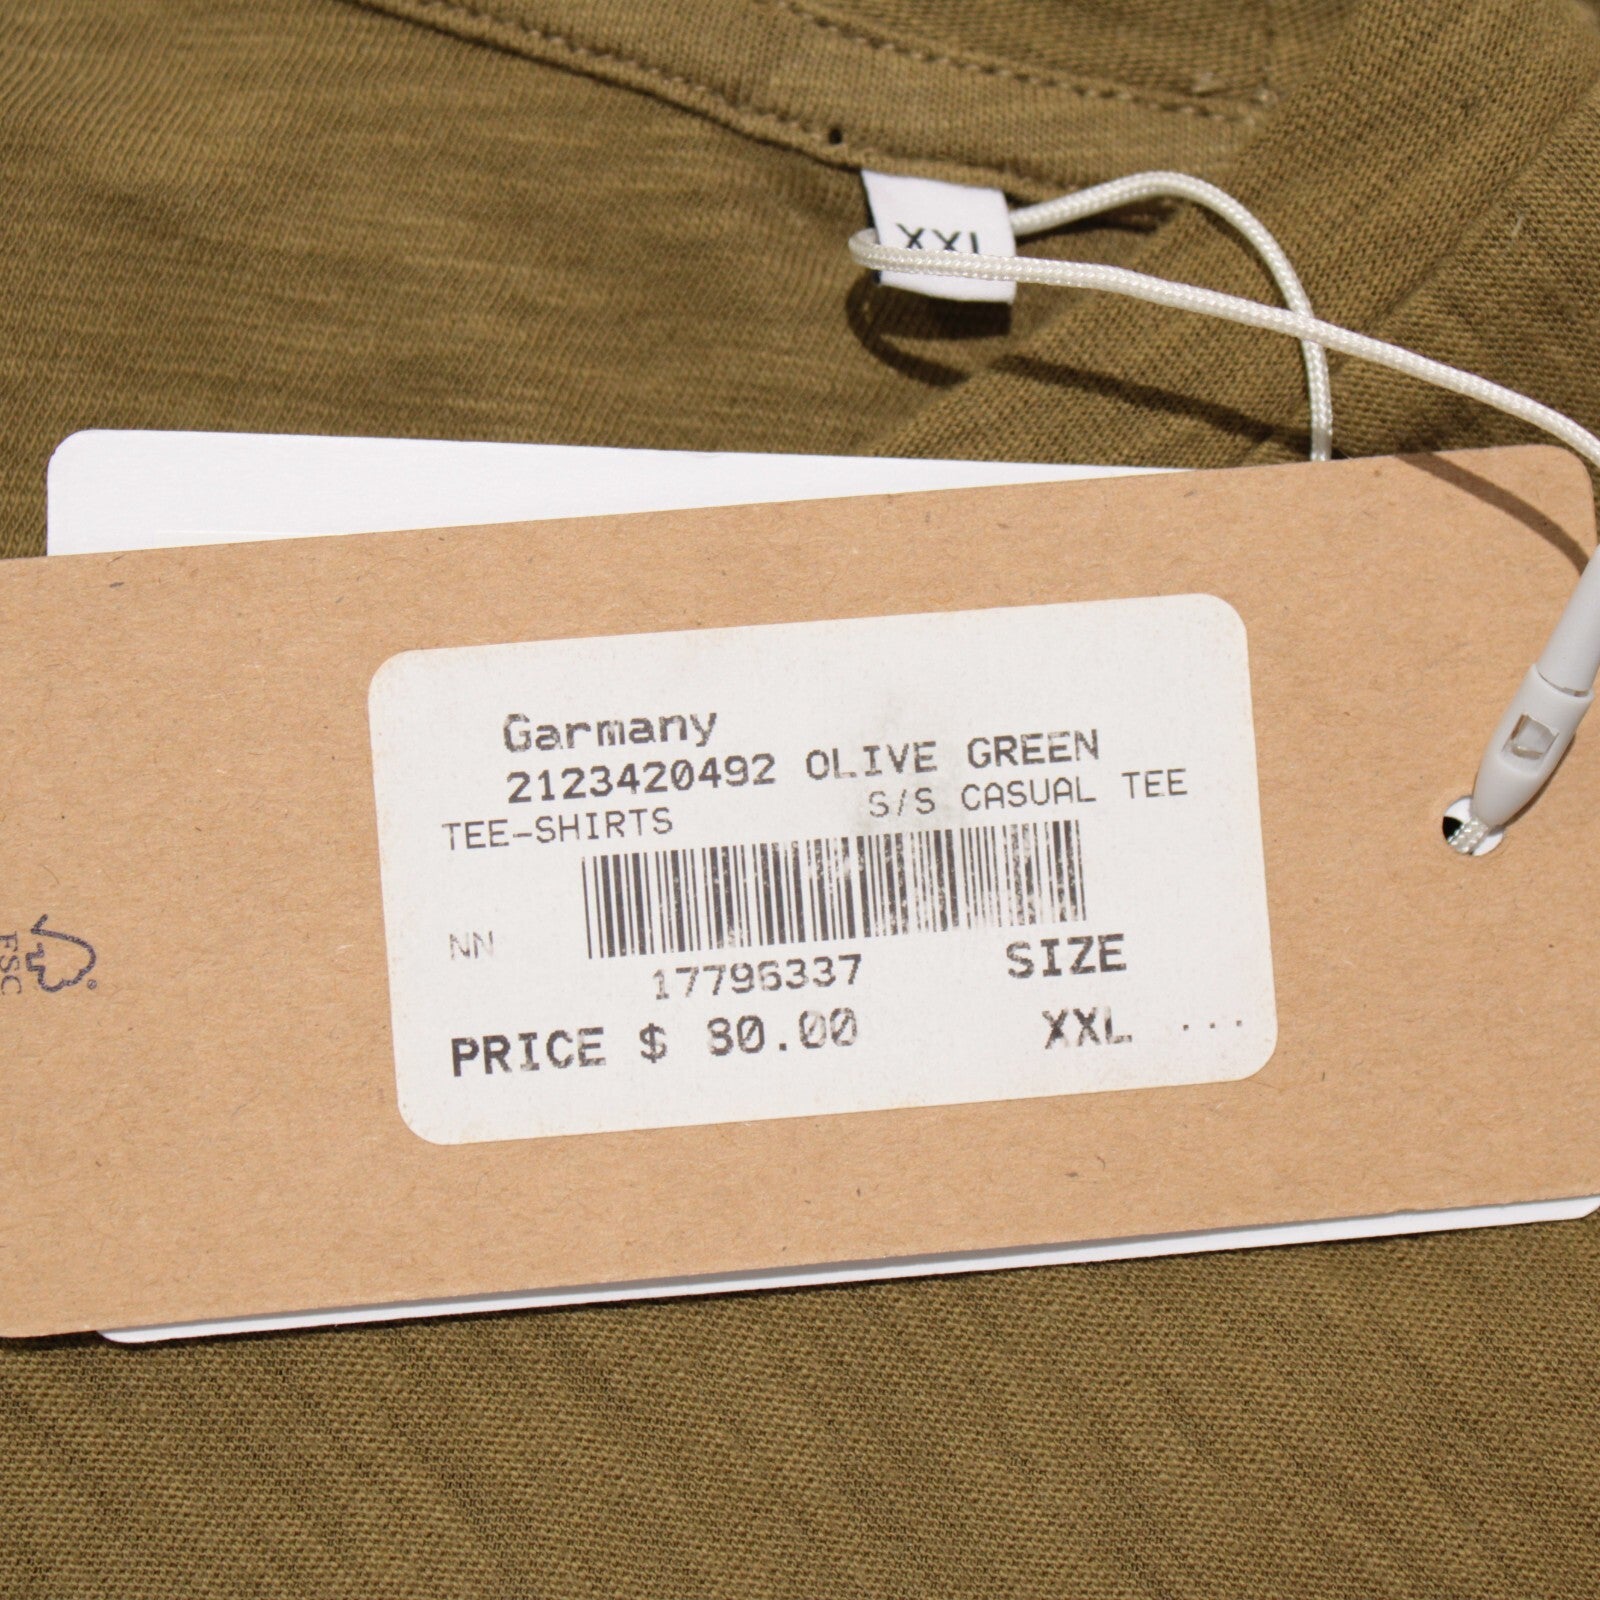 XXL
Garmany
2123420492 OLIVE GREEN
TEE-SHIRTS S/S CASUAL TEE
NN
17796337 SIZE
PRICE $ 80.00 XXL ...
FSC